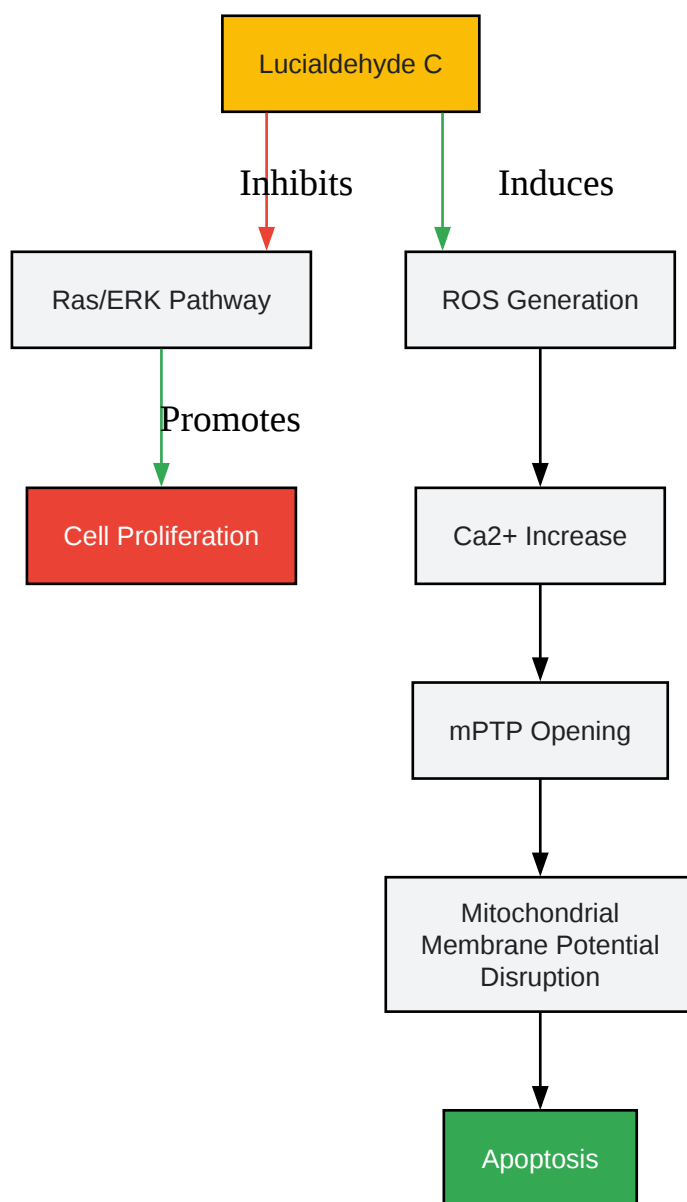 Lucialdehyde C
Inhibits
Induces
Ras/ERK Pathway
ROS Generation
Promotes
Cell Proliferation
Ca2+ Increase
mPTP Opening
Mitochondrial
Membrane Potential
Disruption
Apoptosis